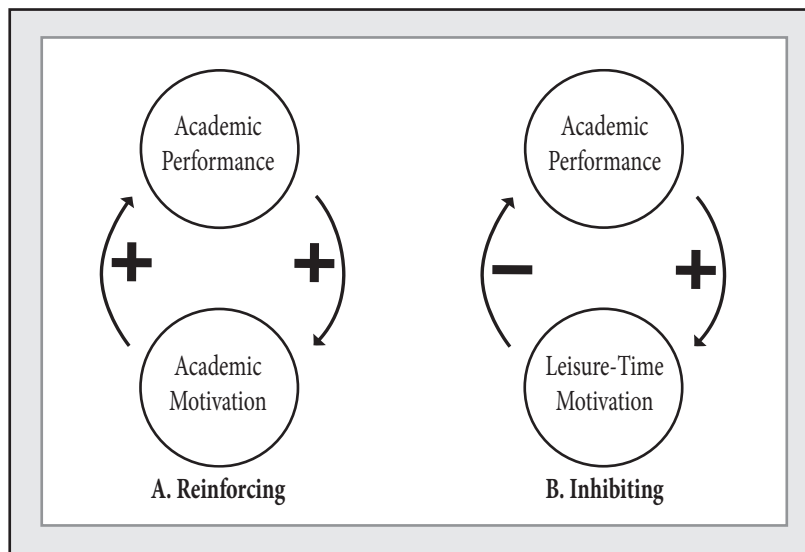 Academic
Performance
+
+
Academic
Motivation
A. Reinforcing
Academic
Performance
−
+
Leisure-Time
Motivation
B. Inhibiting